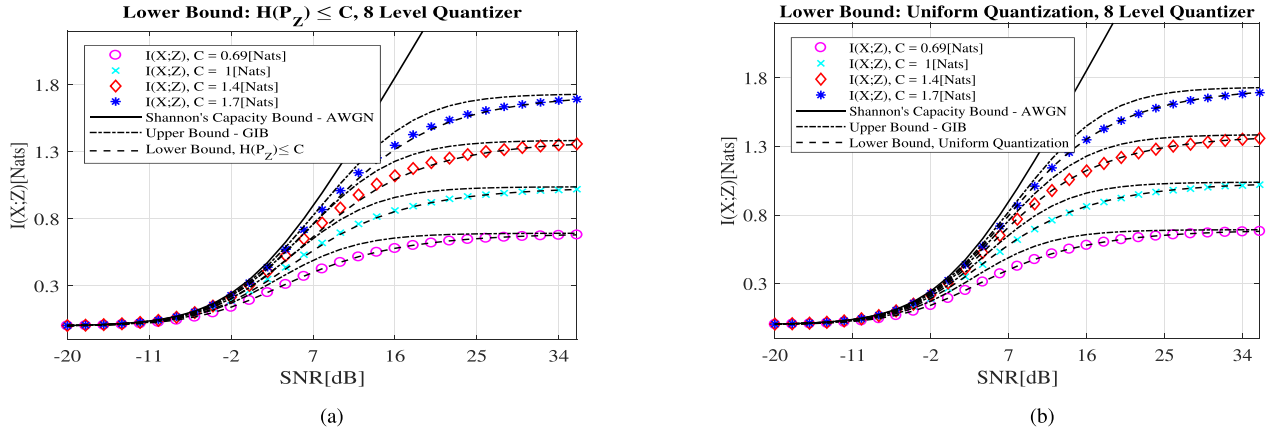 Lower Bound: H(P_Z) ≤ C, 8 Level Quantizer
I(X;Z), C = 0.69[Nats]
I(X;Z), C = 1[Nats]
I(X;Z), C = 1.4[Nats]
I(X;Z), C = 1.7[Nats]
Shannon's Capacity Bound - AWGN
Upper Bound - GIB
Lower Bound, H(P_Z) ≤ C
I(X;Z)[Nats]
1.8
1.3
0.8
0.3
-20 -11 -2 7 16 25 34
SNR[dB]
(a)
Lower Bound: Uniform Quantization, 8 Level Quantizer
I(X;Z), C = 0.69[Nats]
I(X;Z), C = 1[Nats]
I(X;Z), C = 1.4[Nats]
I(X;Z), C = 1.7[Nats]
Shannon's Capacity Bound - AWGN
Upper Bound - GIB
Lower Bound, Uniform Quantization
I(X;Z)[Nats]
1.8
1.3
0.8
0.3
-20 -11 -2 7 16 25 34
SNR[dB]
(b)